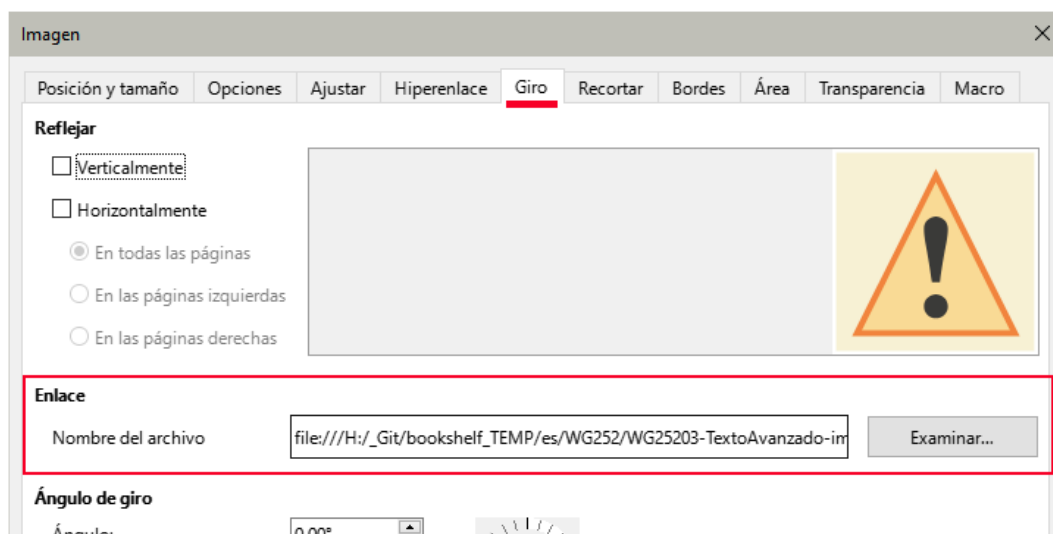 Imagen
Posición y tamaño Opciones Ajustar Hiperenlace Giro Recortar Bordes Área Transparencia Macro
Reflejar
Verticalmente
Horizontalmente
En todas las páginas
En las páginas izquierdas
En las páginas derechas
Enlace
Nombre del archivo file:///H:/_Git/bookshelf_TEMP/es/WG252/WG25203-TextoAvanzado-im Examinar...
Ángulo de giro
Ángulo: 0.00°